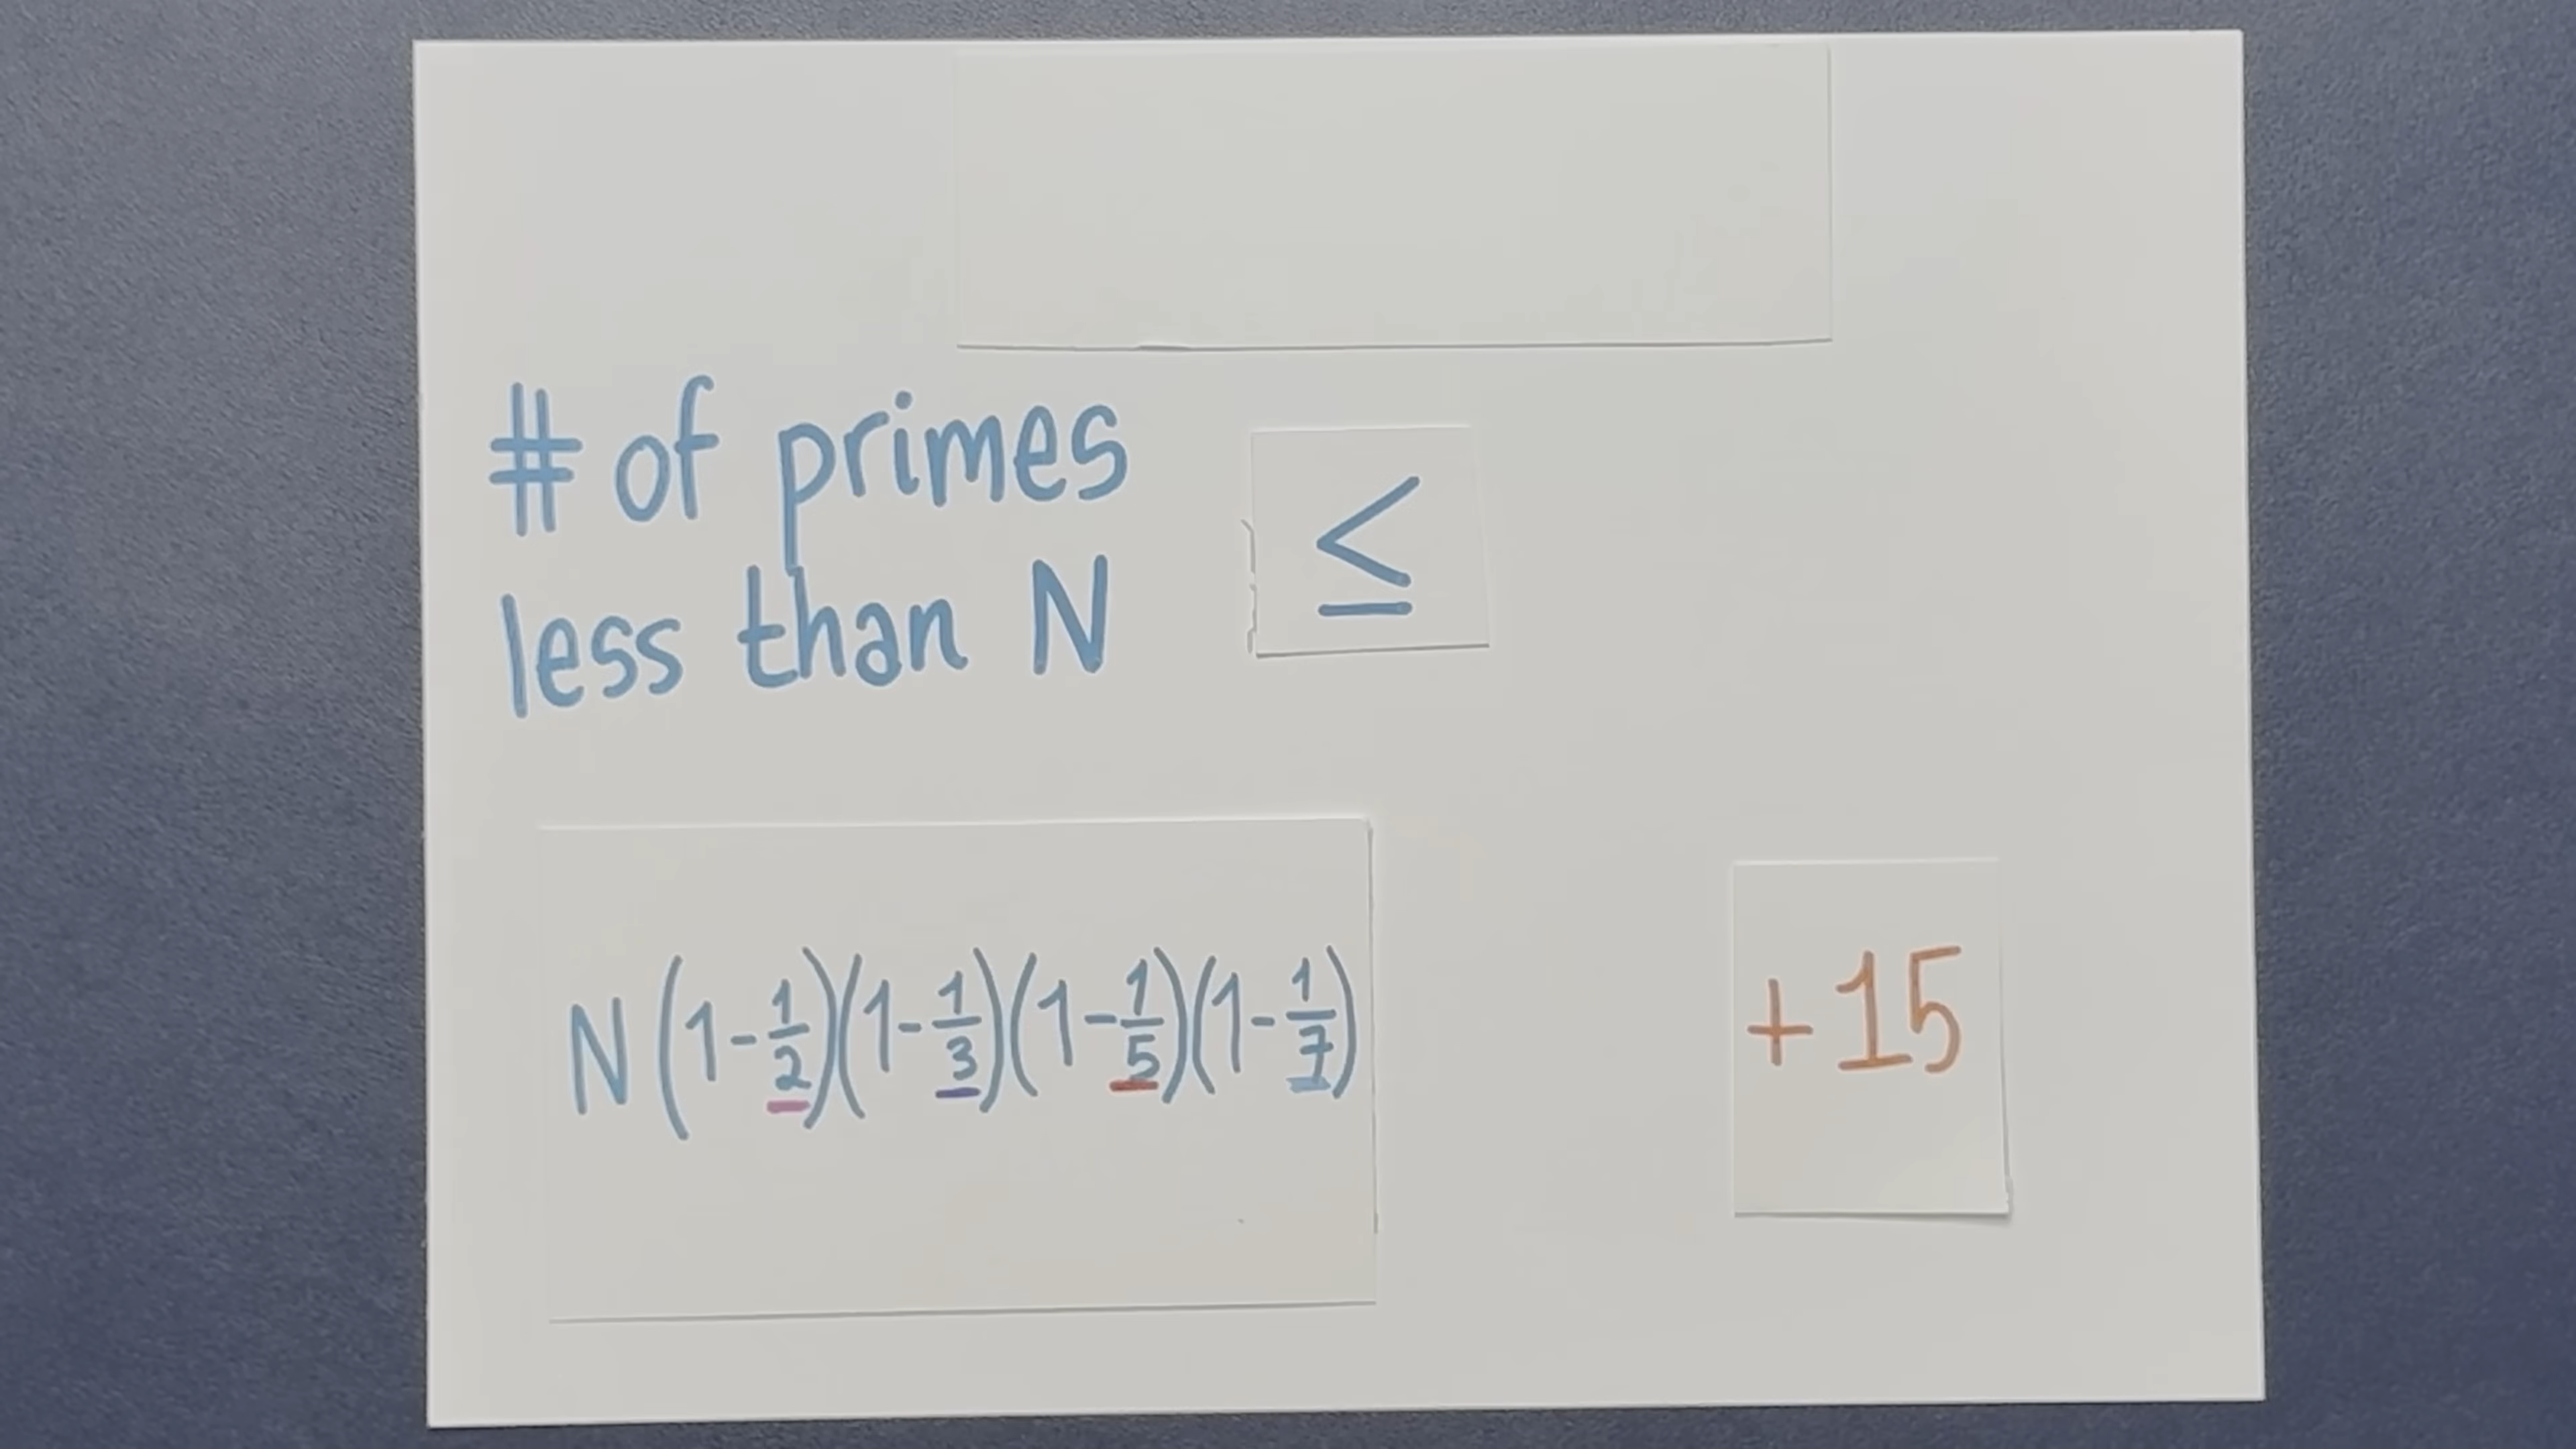 # of primes
less than N ≤
N(1-1/2)(1-1/3)(1-1/5)(1-1/7) +15